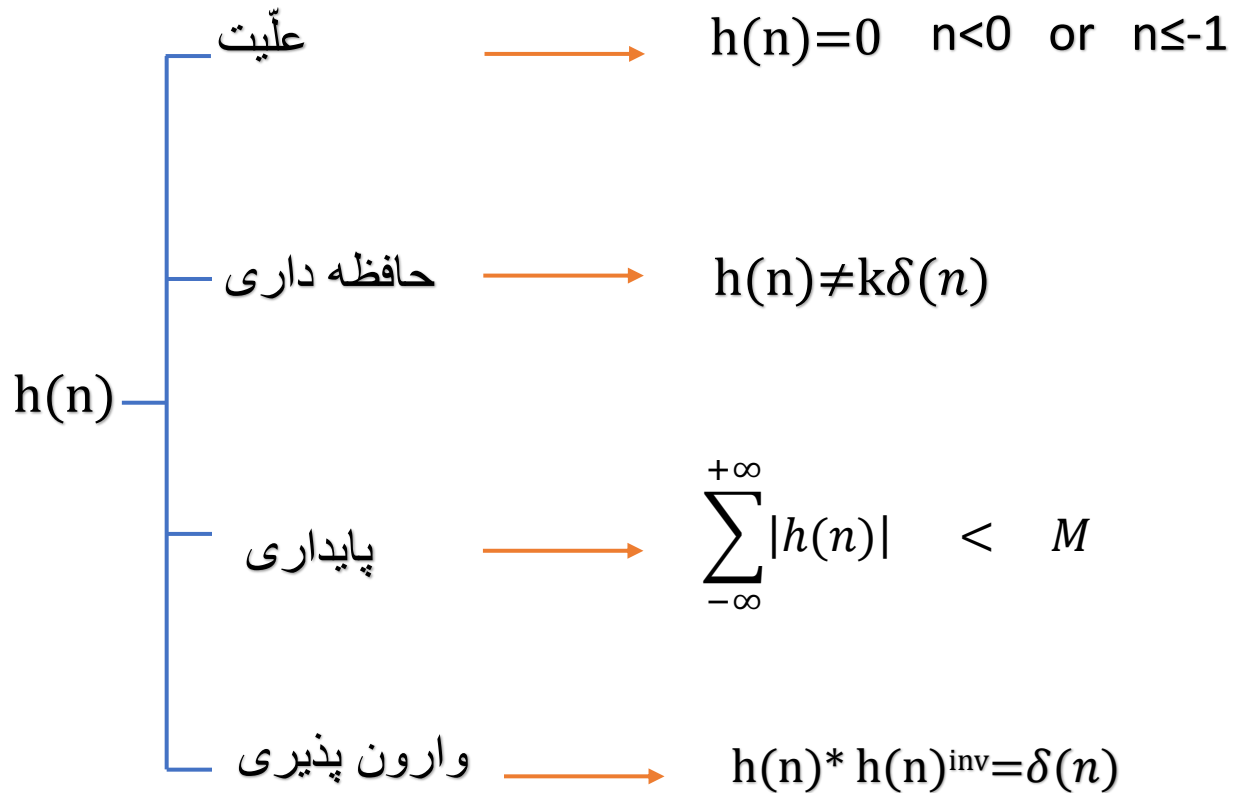 علّیت h(n)=0 n<0 or n≤-1
حافظه داری h(n)≠kδ(n)
h(n)
پایداری +∞ ∑ −∞ |h(n)| < M
وارون پذیری h(n)* h(n)ⁱⁿᵛ=δ(n)